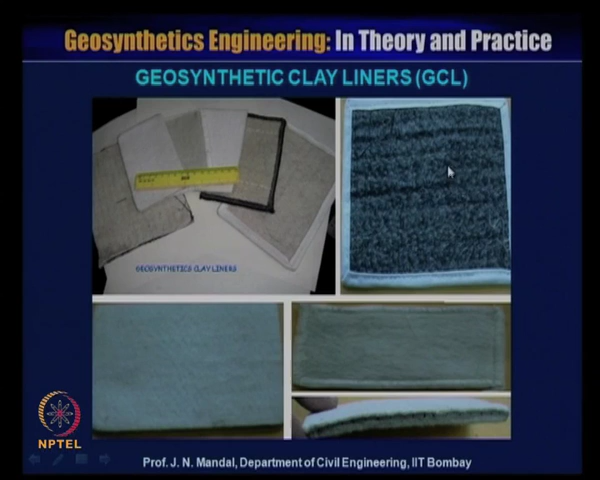 Geosynthetics Engineering: In Theory and Practice
GEOSYNTHETIC CLAY LINERS (GCL)
GEOSYNTHETICS CLAY LINERS
NPTEL
Prof. J. N. Mandal, Department of Civil Engineering, IIT Bombay